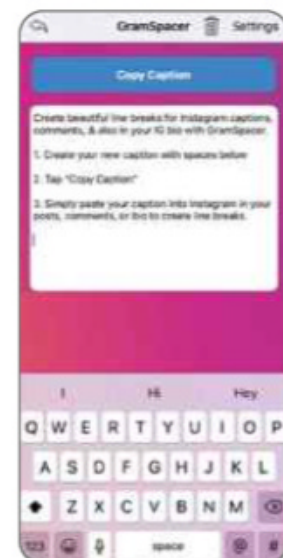 GramSpacer Settings
Copy Caption
Create beautiful line breaks for Instagram captions,
comments, & also in your IG bio with GramSpacer.
1. Create your new caption with spaces below
2. Tap "Copy Caption"
3. Simply paste your caption into Instagram in your
posts, comments, or bio to create line breaks.
I Hi Hey
Q W E R T Y U I O P
A S D F G H J K L
Z X C V B N M
123 space @ #